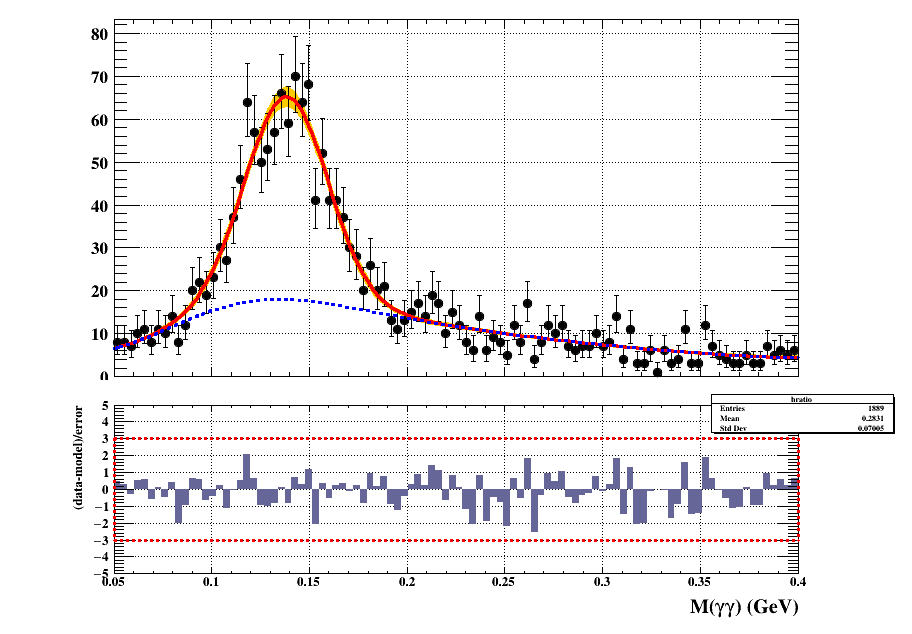 80
70
60
50
40
30
20
10
0
hratio
Entries 1889
Mean 0.2831
Std Dev 0.07005
(data-model)/error
5
4
3
2
1
0
−1
−2
−3
−4
−5
0.05 0.1 0.15 0.2 0.25 0.3 0.35 0.4
M(γγ) (GeV)